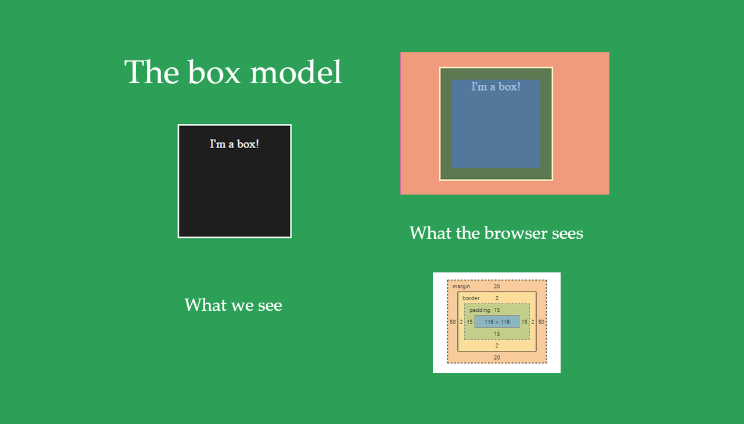 The box model
I'm a box!
What we see
I'm a box!
What the browser sees
margin 20
border 2
padding 15
50 2 15 118 × 118 15 2 50
15
2
20